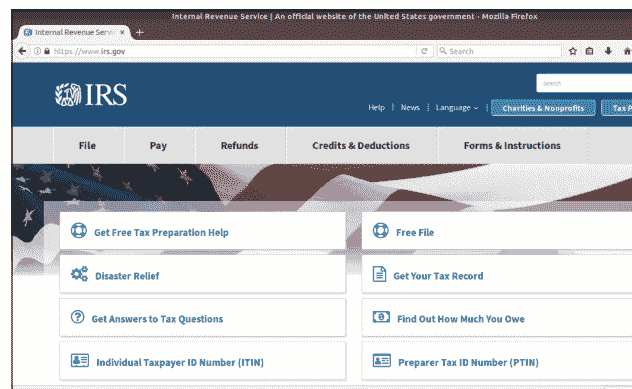 Internal Revenue Service | An official website of the United States government - Mozilla Firefox
Internal Revenue Serv
https://www.irs.gov
Search
Search
IRS
Help | News | Language
Charities & Nonprofits
Tax P
File Pay Refunds Credits & Deductions Forms & Instructions
Get Free Tax Preparation Help Free File
Disaster Relief Get Your Tax Record
Get Answers to Tax Questions Find Out How Much You Owe
Individual Taxpayer ID Number (ITIN) Preparer Tax ID Number (PTIN)